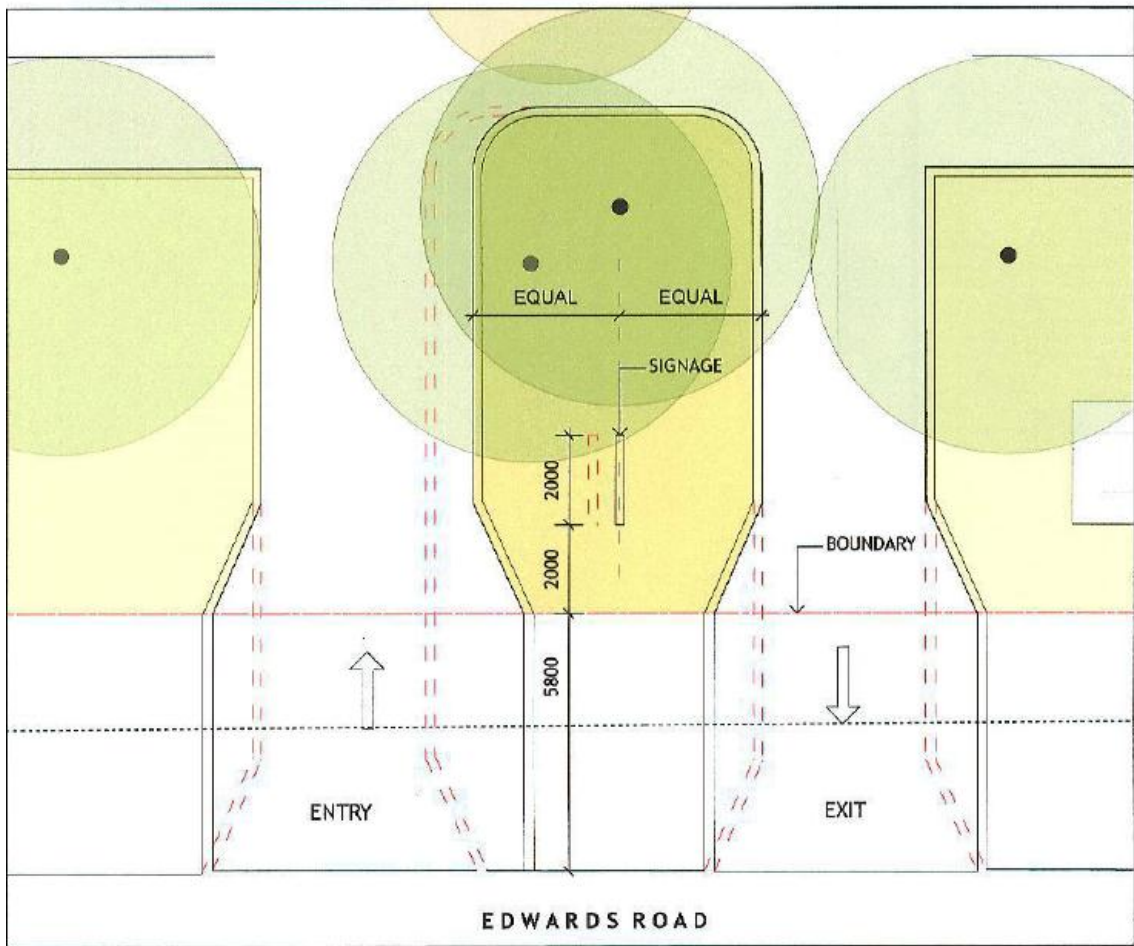 EQUAL EQUAL
SIGNAGE
2000
2000
BOUNDARY
5800
ENTRY
EXIT
EDWARDS ROAD